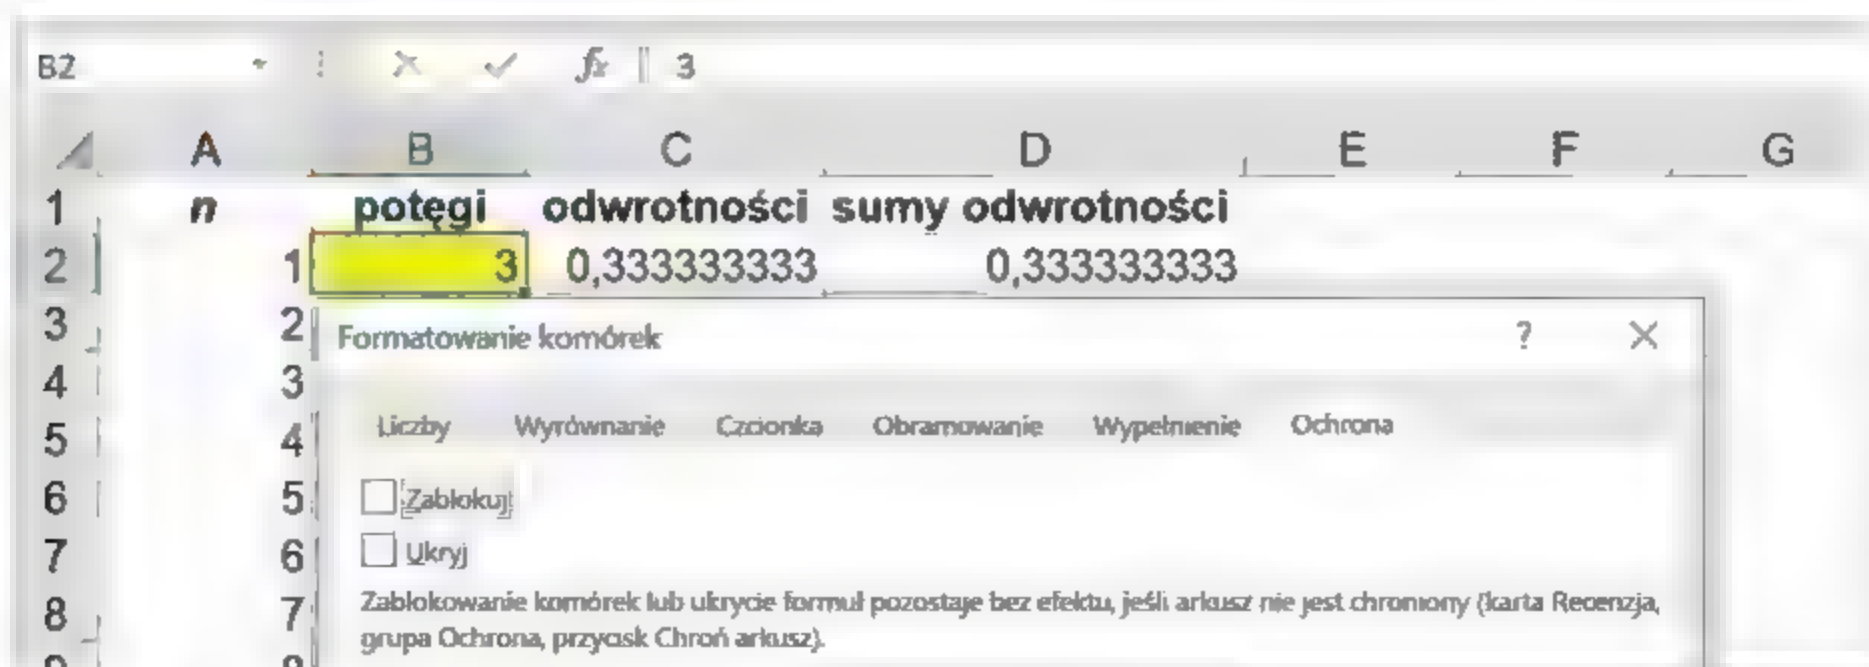 B2 fx 3
A B C D E F G
1 n potęgi odwrotności sumy odwrotności
2 1 3 0,333333333 0,333333333
3 2 Formatowanie komórek ?
4 3
5 4 Liczby Wyrównanie Czcionka Obramowanie Wypełnienie Ochrona
6 5 Zablokuj
7 6 Ukryj
8 7 Zablokowanie komórek lub ukrycie formuł pozostaje bez efektu, jeśli arkusz nie jest chroniony (karta Recenzja,
grupa Ochrona, przycisk Chroń arkusz).